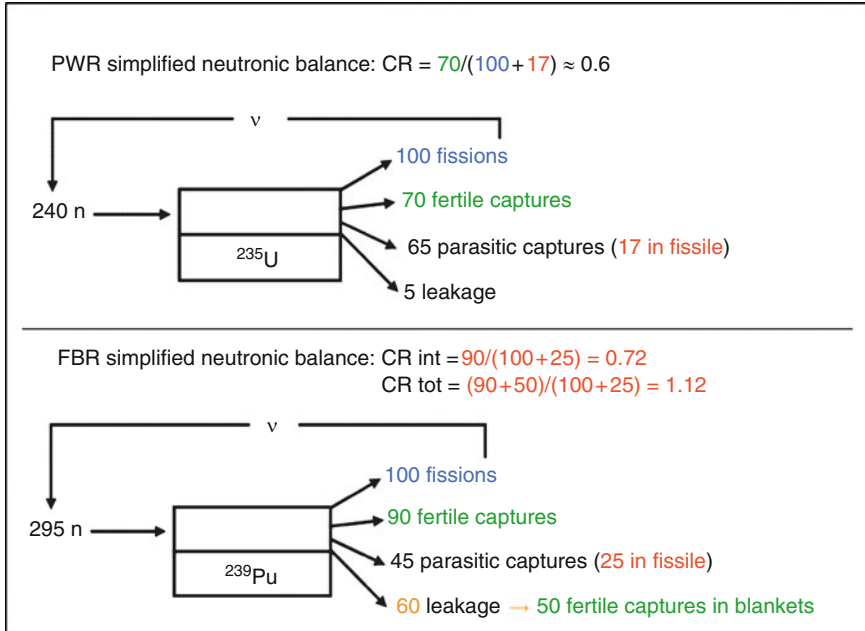 PWR simplified neutronic balance: CR = 70/(100+17) ≈ 0.6
ν
100 fissions
240 n
70 fertile captures
65 parasitic captures (17 in fissile)
²³⁵U
5 leakage
FBR simplified neutronic balance: CR int = 90/(100+25) = 0.72
CR tot = (90+50)/(100+25) = 1.12
ν
100 fissions
90 fertile captures
295 n
45 parasitic captures (25 in fissile)
²³⁹Pu
60 leakage → 50 fertile captures in blankets